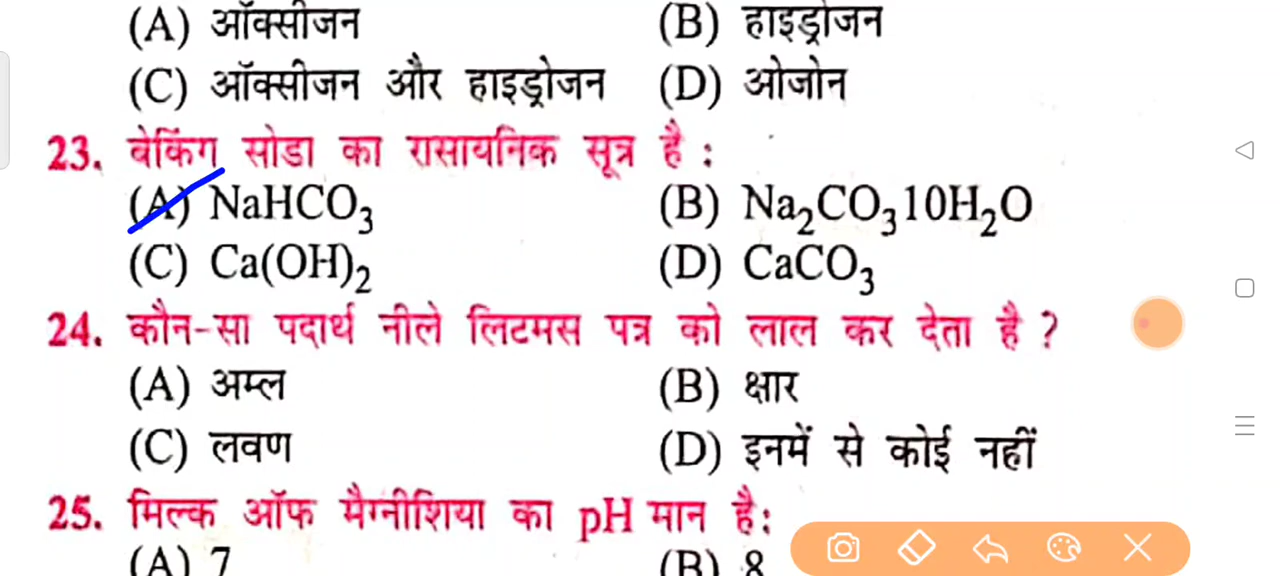 (A) ऑक्सीजन (B) हाइड्रोजन
(C) ऑक्सीजन और हाइड्रोजन (D) ओजोन
23. बेकिंग सोडा का रासायनिक सूत्र है :
(A) NaHCO₃ (B) Na₂CO₃10H₂O
(C) Ca(OH)₂ (D) CaCO₃
24. कौन-सा पदार्थ नीले लिटमस पत्र को लाल कर देता है ?
(A) अम्ल (B) क्षार
(C) लवण (D) इनमें से कोई नहीं
25. मिल्क ऑफ मैग्नीशिया का pH मान है:
(A) 7 (B) 8